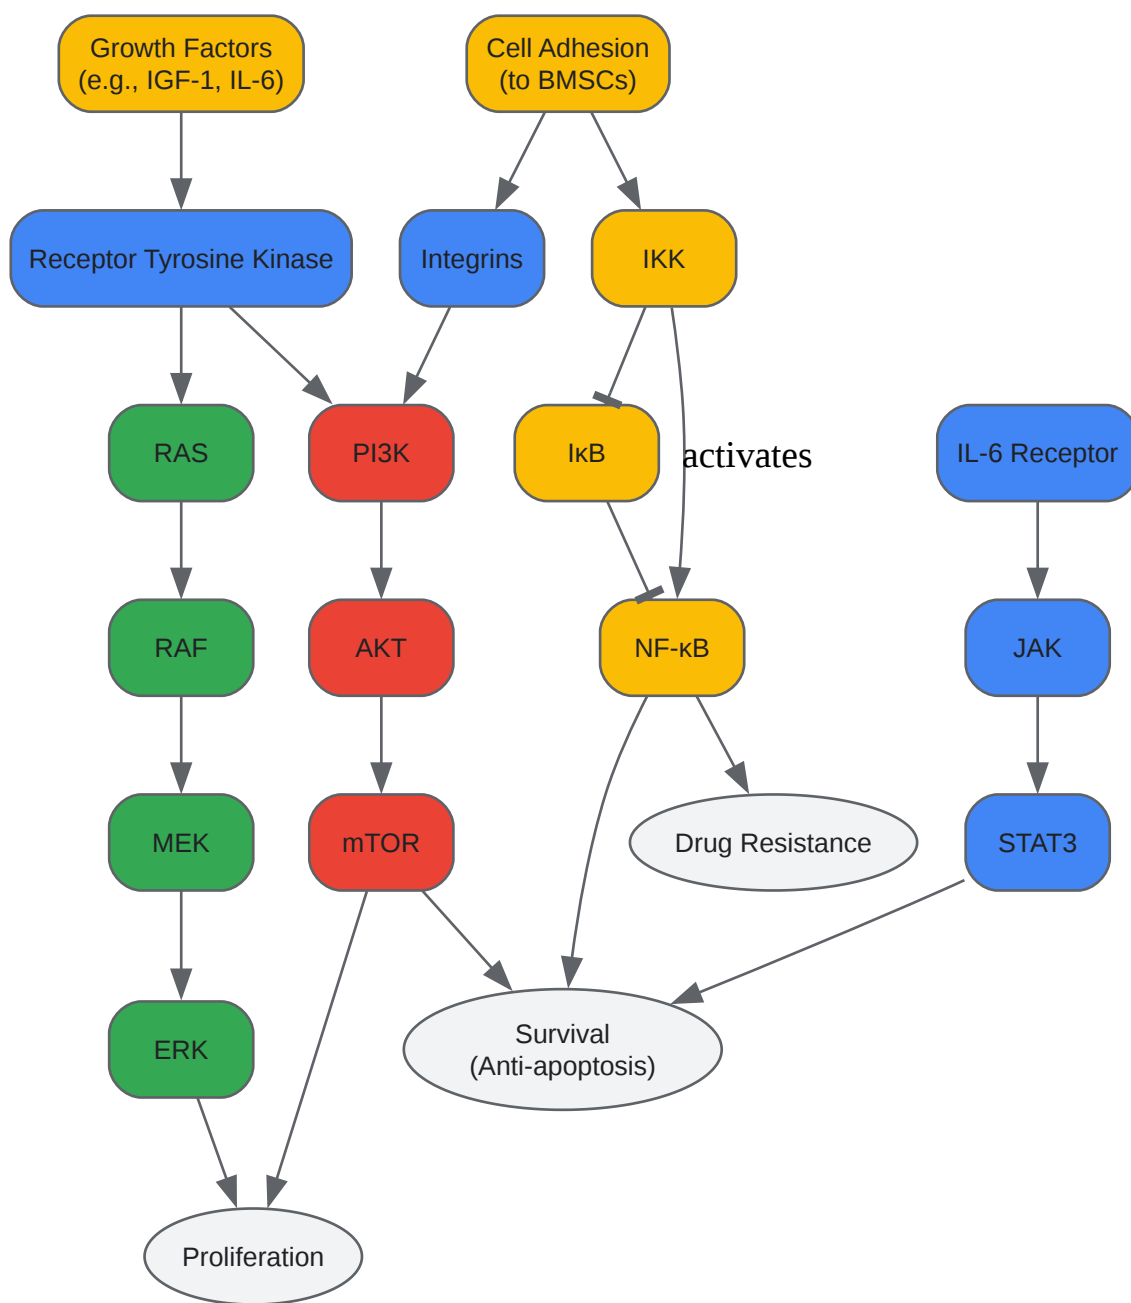 Growth Factors
(e.g., IGF-1, IL-6)
Cell Adhesion
(to BMSCs)
Receptor Tyrosine Kinase
Integrins
IKK
RAS
PI3K
IκB
activates
IL-6 Receptor
RAF
AKT
NF-κB
JAK
MEK
mTOR
Drug Resistance
STAT3
ERK
Survival
(Anti-apoptosis)
Proliferation